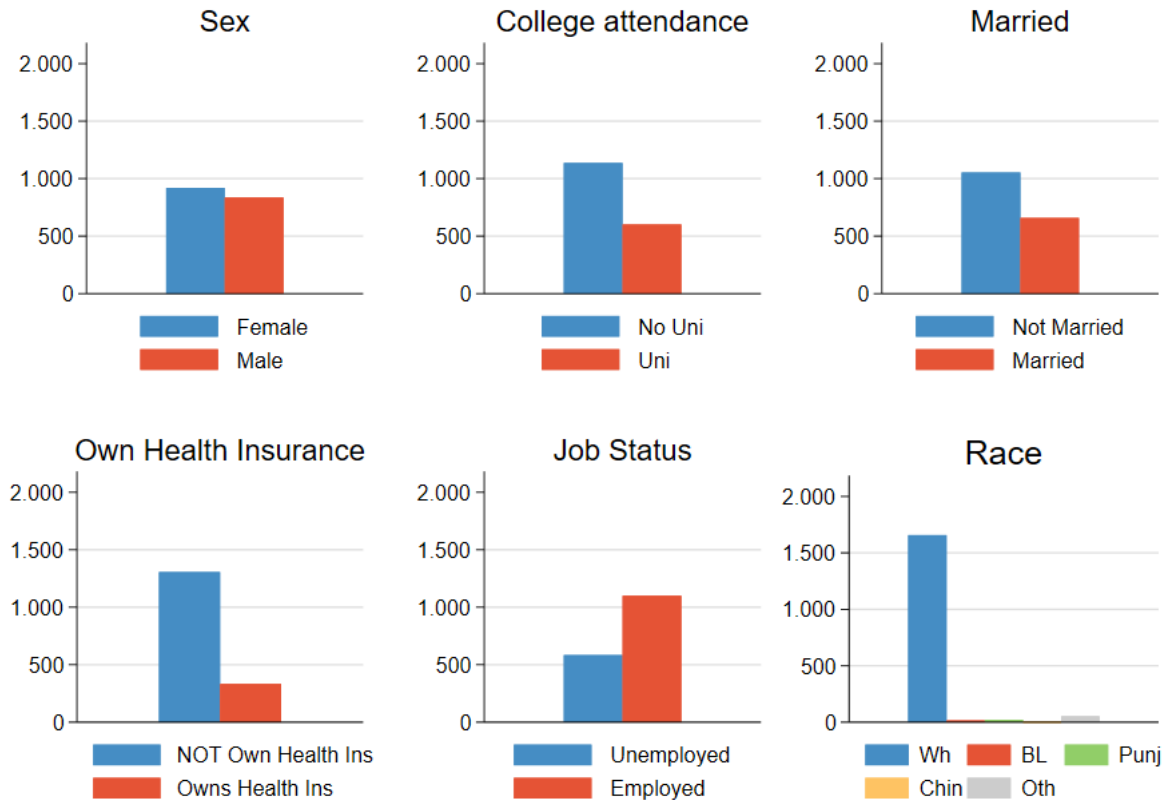 Sex
2.000
1.500
1.000
500
0
Female
Male
College attendance
2.000
1.500
1.000
500
0
No Uni
Uni
Married
2.000
1.500
1.000
500
0
Not Married
Married
Own Health Insurance
2.000
1.500
1.000
500
0
NOT Own Health Ins
Owns Health Ins
Job Status
2.000
1.500
1.000
500
0
Unemployed
Employed
Race
2.000
1.500
1.000
500
0
Wh BL Punj
Chin Oth